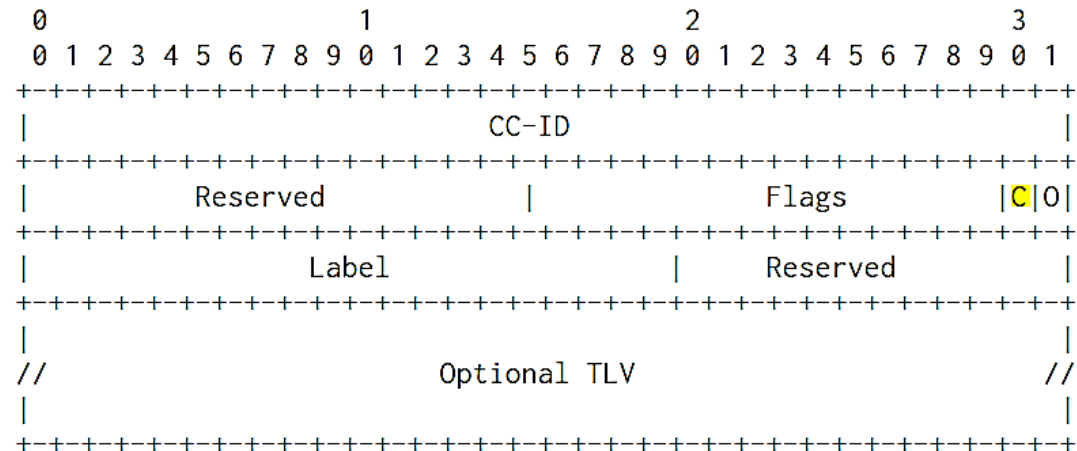 0                   1                   2                   3
 0 1 2 3 4 5 6 7 8 9 0 1 2 3 4 5 6 7 8 9 0 1 2 3 4 5 6 7 8 9 0 1
+-+-+-+-+-+-+-+-+-+-+-+-+-+-+-+-+-+-+-+-+-+-+-+-+-+-+-+-+-+-+-+-+
|                            CC-ID                              |
+-+-+-+-+-+-+-+-+-+-+-+-+-+-+-+-+-+-+-+-+-+-+-+-+-+-+-+-+-+-+-+-+
|          Reserved            |              Flags         |C|O|
+-+-+-+-+-+-+-+-+-+-+-+-+-+-+-+-+-+-+-+-+-+-+-+-+-+-+-+-+-+-+-+-+
|                 Label                 |     Reserved          |
+-+-+-+-+-+-+-+-+-+-+-+-+-+-+-+-+-+-+-+-+-+-+-+-+-+-+-+-+-+-+-+-+
|                                                               |
//                        Optional TLV                         //
|                                                               |
+-+-+-+-+-+-+-+-+-+-+-+-+-+-+-+-+-+-+-+-+-+-+-+-+-+-+-+-+-+-+-+-+